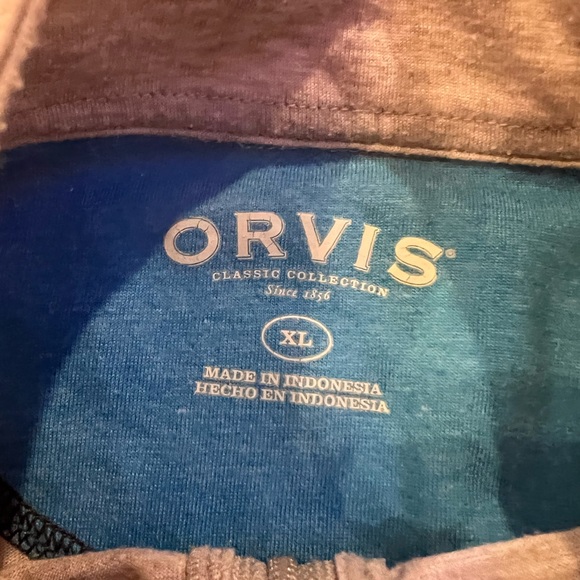 ORVIS®
CLASSIC COLLECTION
Since 1856
XL
MADE IN INDONESIA
HECHO EN INDONESIA